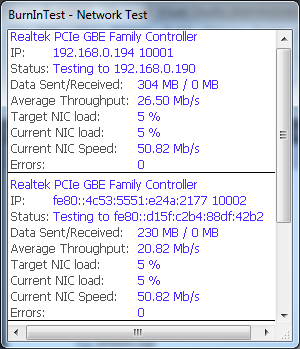 BurnInTest - Network Test
Realtek PCIe GBE Family Controller
IP: 192.168.0.194 10001
Status: Testing to 192.168.0.190
Data Sent/Received: 304 MB / 0 MB
Average Throughput: 26.50 Mb/s
Target NIC load: 5 %
Current NIC load: 5 %
Current NIC Speed: 50.82 Mb/s
Errors: 0
Realtek PCIe GBE Family Controller
IP: fe80::4c53:5551:e24a:2177 10002
Status: Testing to fe80::d15f:c2b4:88df:42b2
Data Sent/Received: 230 MB / 0 MB
Average Throughput: 20.82 Mb/s
Target NIC load: 5 %
Current NIC load: 5 %
Current NIC Speed: 50.82 Mb/s
Errors: 0